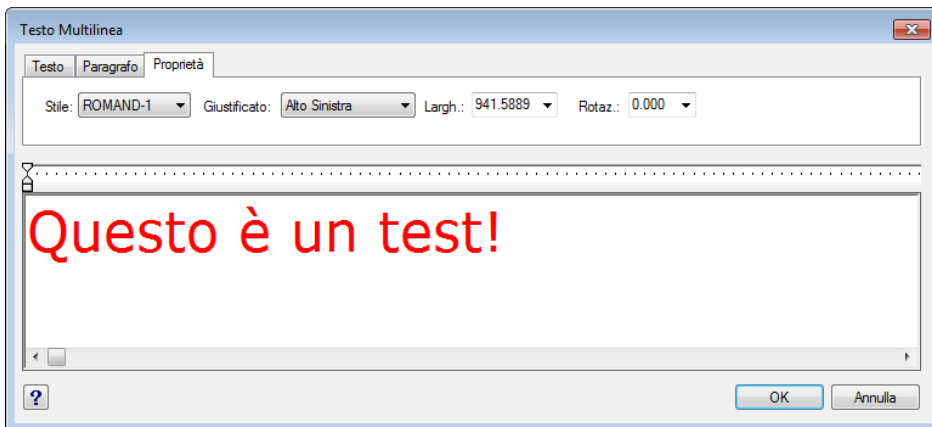 Testo Multilinea
Testo Paragrafo Proprietà
Stile: ROMAND-1 Giustificato: Alto Sinistra Largh.: 941.5889 Rotaz.: 0.000
Questo è un test!
? OK Annulla